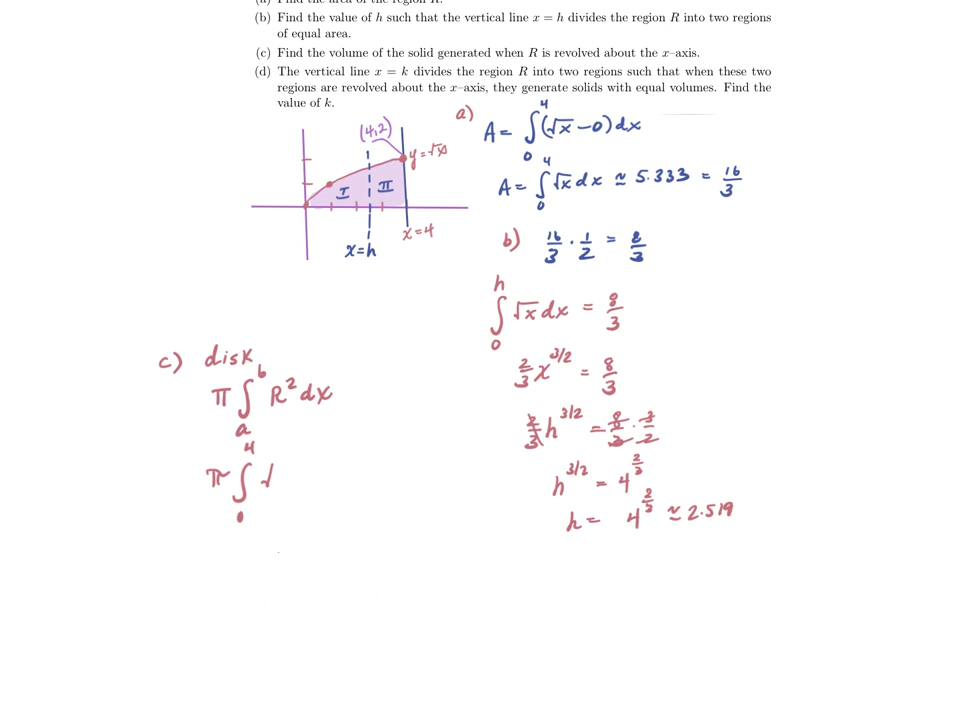 (b) Find the value of h such that the vertical line x = h divides the region R into two regions
of equal area.
(c) Find the volume of the solid generated when R is revolved about the x–axis.
(d) The vertical line x = k divides the region R into two regions such that when these two
regions are revolved about the x–axis, they generate solids with equal volumes. Find the
value of k.
(4,2)
y=√x
I
II
x=4
x=h
a)
A = ∫₀⁴ (√x − 0) dx
A = ∫₀⁴ √x dx ≃ 5.333 = 16/3
b) 16/3 · 1/2 = 8/3
∫₀ʰ √x dx = 8/3
2/3 x^3/2 = 8/3
3/2 · 2/3 h^3/2 = 8/3 · 3/2
h^3/2 = 4^2/3
h = 4^2/3 ≃ 2.519
c) disk
π ∫ₐᵇ R² dx
π ∫₀⁴ √